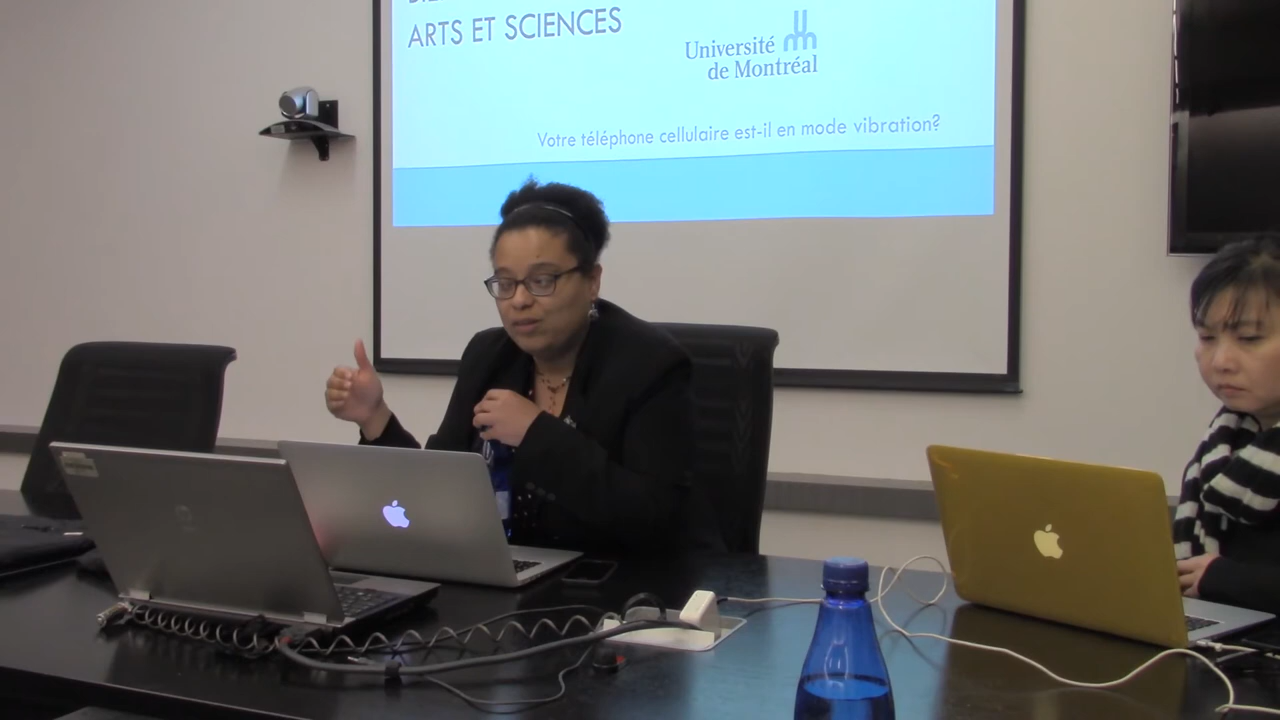 ARTS ET SCIENCES
Université
de Montréal
Votre téléphone cellulaire est-il en mode vibration?